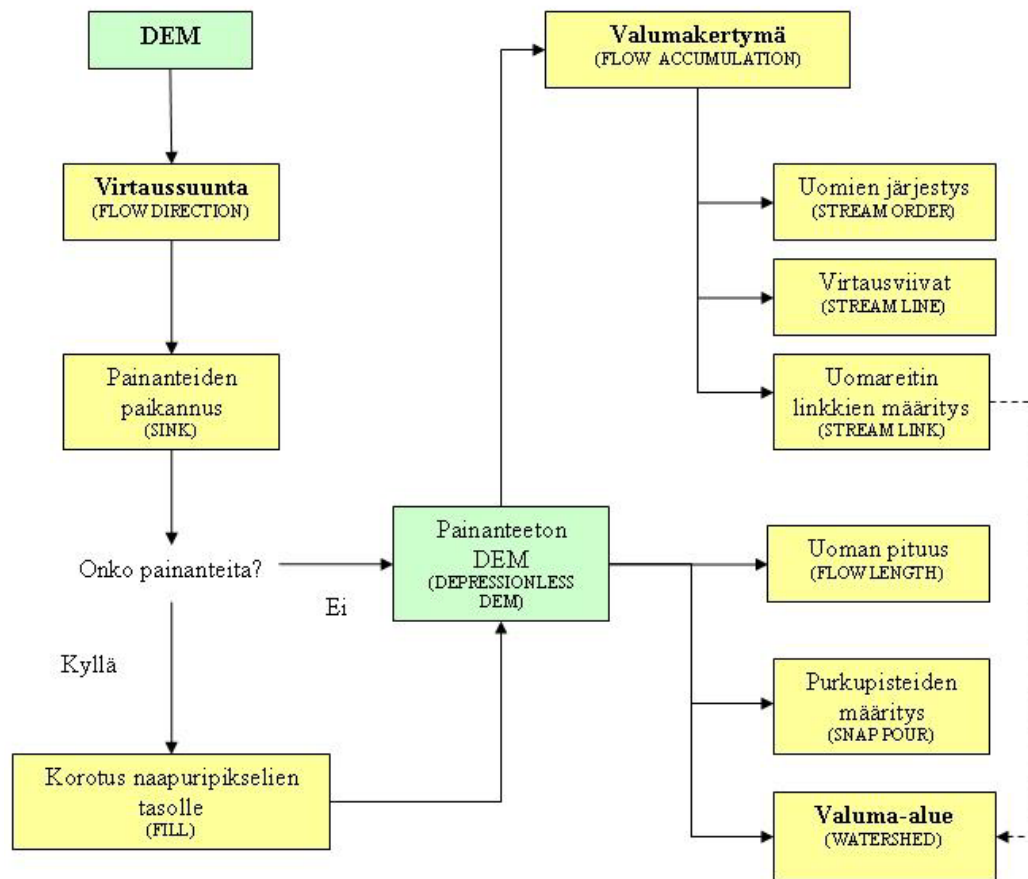 DEM
Virtaussuunta
(FLOW DIRECTION)
Painanteiden
paikannus
(SINK)
Onko painanteita?
Ei
Kyllä
Korotus naapuripikselien
tasolle
(FILL)
Painanteeton
DEM
(DEPRESSIONLESS
DEM)
Valumakertymä
(FLOW ACCUMULATION)
Uomien järjestys
(STREAM ORDER)
Virtausviivat
(STREAM LINE)
Uomareitin
linkkien määritys
(STREAM LINK)
Uoman pituus
(FLOW LENGTH)
Purkupisteiden
määritys
(SNAP POUR)
Valuma-alue
(WATERSHED)